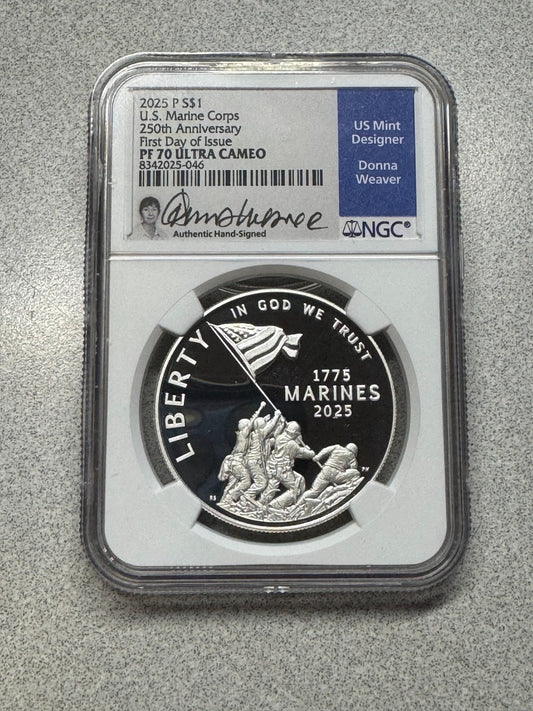 2025 P S$1
U.S. Marine Corps
250th Anniversary
First Day of Issue
PF 70 ULTRA CAMEO
8342025-046
Authentic Hand-Signed
US Mint
Designer
Donna
Weaver
NGC®
LIBERTY
IN GOD WE TRUST
1775
MARINES
2025